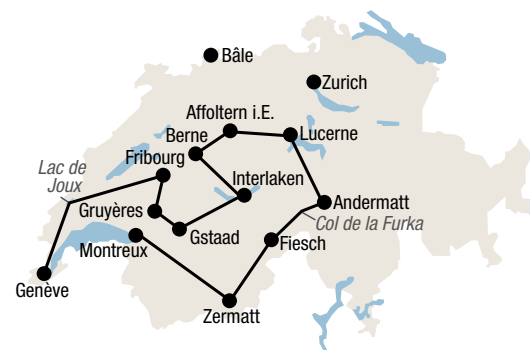 Bâle
Zurich
Affoltern i.E.
Berne
Lucerne
Fribourg
Lac de
Joux
Interlaken
Gruyères
Andermatt
Col de la Furka
Gstaad
Montreux
Fiesch
Genève
Zermatt